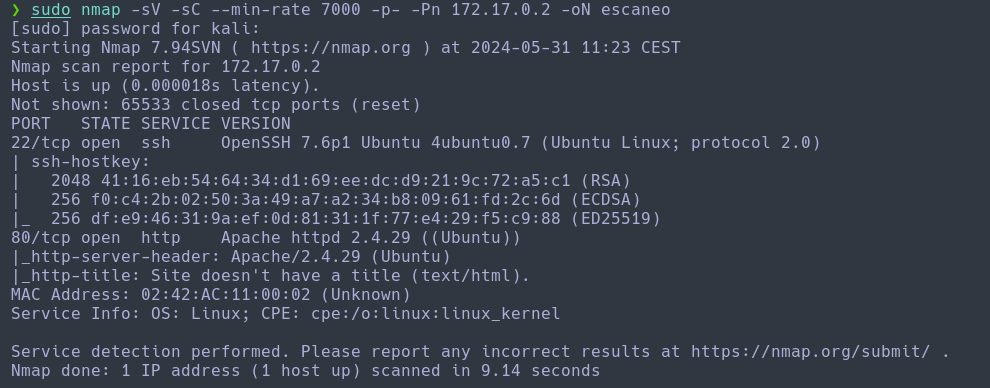 ❯ sudo nmap -sV -sC --min-rate 7000 -p- -Pn 172.17.0.2 -oN escaneo
[sudo] password for kali:
Starting Nmap 7.94SVN ( https://nmap.org ) at 2024-05-31 11:23 CEST
Nmap scan report for 172.17.0.2
Host is up (0.000018s latency).
Not shown: 65533 closed tcp ports (reset)
PORT   STATE SERVICE VERSION
22/tcp open  ssh     OpenSSH 7.6p1 Ubuntu 4ubuntu0.7 (Ubuntu Linux; protocol 2.0)
| ssh-hostkey:
|   2048 41:16:eb:54:64:34:d1:69:ee:dc:d9:21:9c:72:a5:c1 (RSA)
|   256 f0:c4:2b:02:50:3a:49:a7:a2:34:b8:09:61:fd:2c:6d (ECDSA)
|_  256 df:e9:46:31:9a:ef:0d:81:31:1f:77:e4:29:f5:c9:88 (ED25519)
80/tcp open  http    Apache httpd 2.4.29 ((Ubuntu))
|_http-server-header: Apache/2.4.29 (Ubuntu)
|_http-title: Site doesn't have a title (text/html).
MAC Address: 02:42:AC:11:00:02 (Unknown)
Service Info: OS: Linux; CPE: cpe:/o:linux:linux_kernel

Service detection performed. Please report any incorrect results at https://nmap.org/submit/ .
Nmap done: 1 IP address (1 host up) scanned in 9.14 seconds